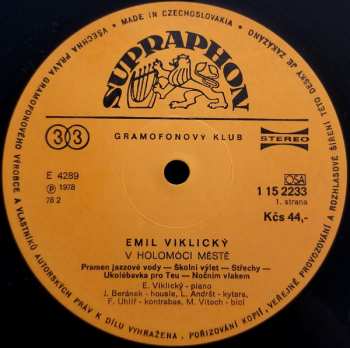 MADE IN CZECHOSLOVAKIA
VŠECHNA PRÁVA GRAMOFONOVÉHO VÝROBCE A VLASTNÍKŮ AUTORSKÝCH PRÁV K DÍLU VYHRAŽENA. POŘIZOVÁNÍ KOPIÍ, VEŘEJNÉ PROVOZOVÁNÍ A ROZHLASOVÉ ŠÍŘENÍ TÉTO DESKY JE ZAKÁZÁNO
SUPRAPHON
33
GRAMOFONOVÝ KLUB
STEREO
E 4289
Ⓟ 1978
78 2
OSA
1 15 2233
1. strana
Kčs 44,-
EMIL VIKLICKÝ
V HOLOMÓCI MĚSTĚ
Pramen jazzové vody — Školní výlet — Střechy —
Ukolébavka pro Teu — Nočním vlakem
E. Viklický - piano
J. Beránek - housle, L. Andršt - kytara,
F. Uhlíř - kontrabas, M. Vitoch - bicí